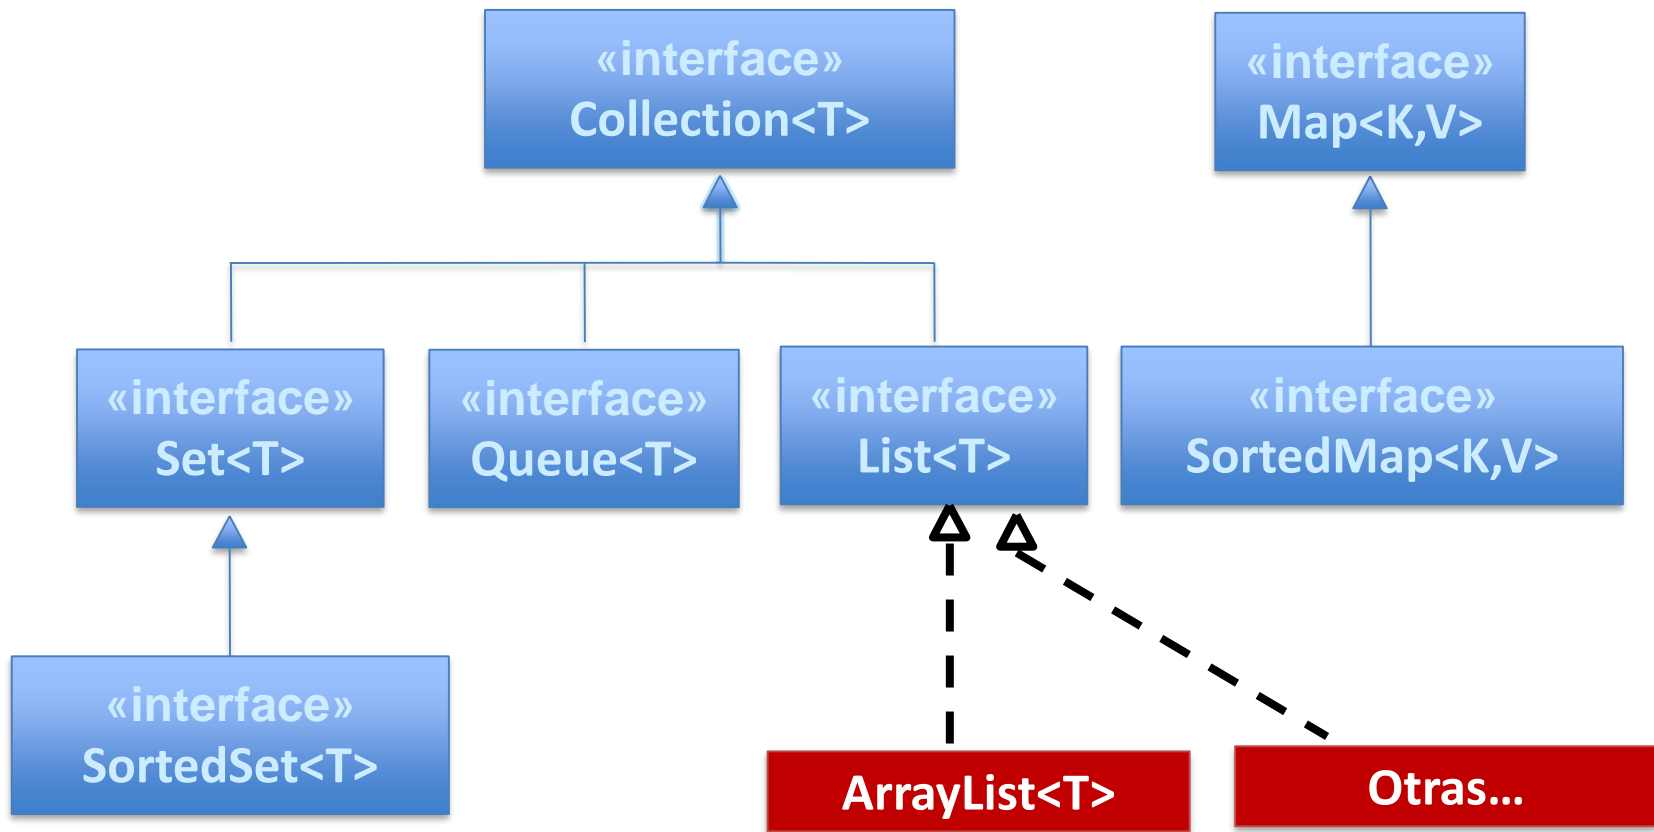 «interface»
Collection<T>
«interface»
Map<K,V>
«interface»
Set<T>
«interface»
Queue<T>
«interface»
List<T>
«interface»
SortedMap<K,V>
«interface»
SortedSet<T>
ArrayList<T>
Otras...